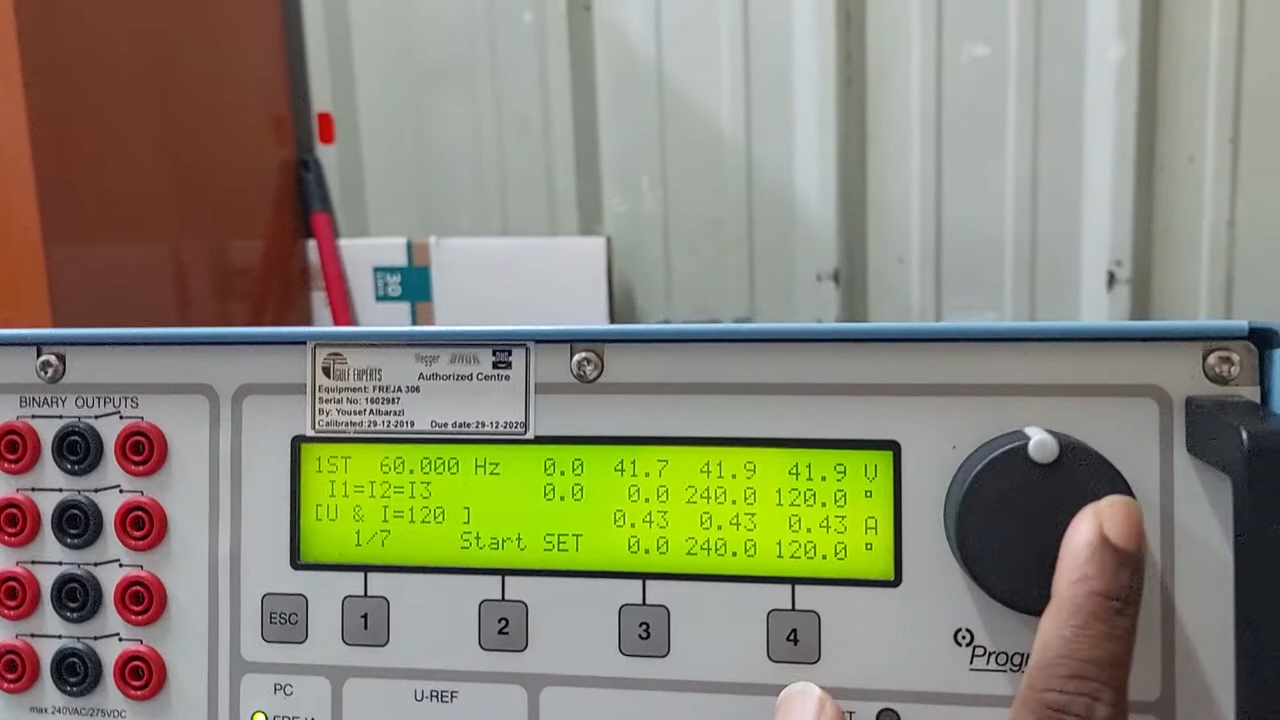 30
BINARY OUTPUTS
max 240VAC/275VDC
GULF EXPERTS
Megger
Authorized Centre
Equipment: FREJA 306
Serial No: 1602987
By: Yousef Albarazi
Calibrated:29-12-2019 Due date:29-12-2020
1ST 60.000 Hz 0.0 41.7 41.9 41.9 V
I1=I2=I3 0.0 0.0 240.0 120.0 °
[U & I=120 ] 0.43 0.43 0.43 A
1/7 Start SET 0.0 240.0 120.0 °
ESC 1 2 3 4
PC
U-REF